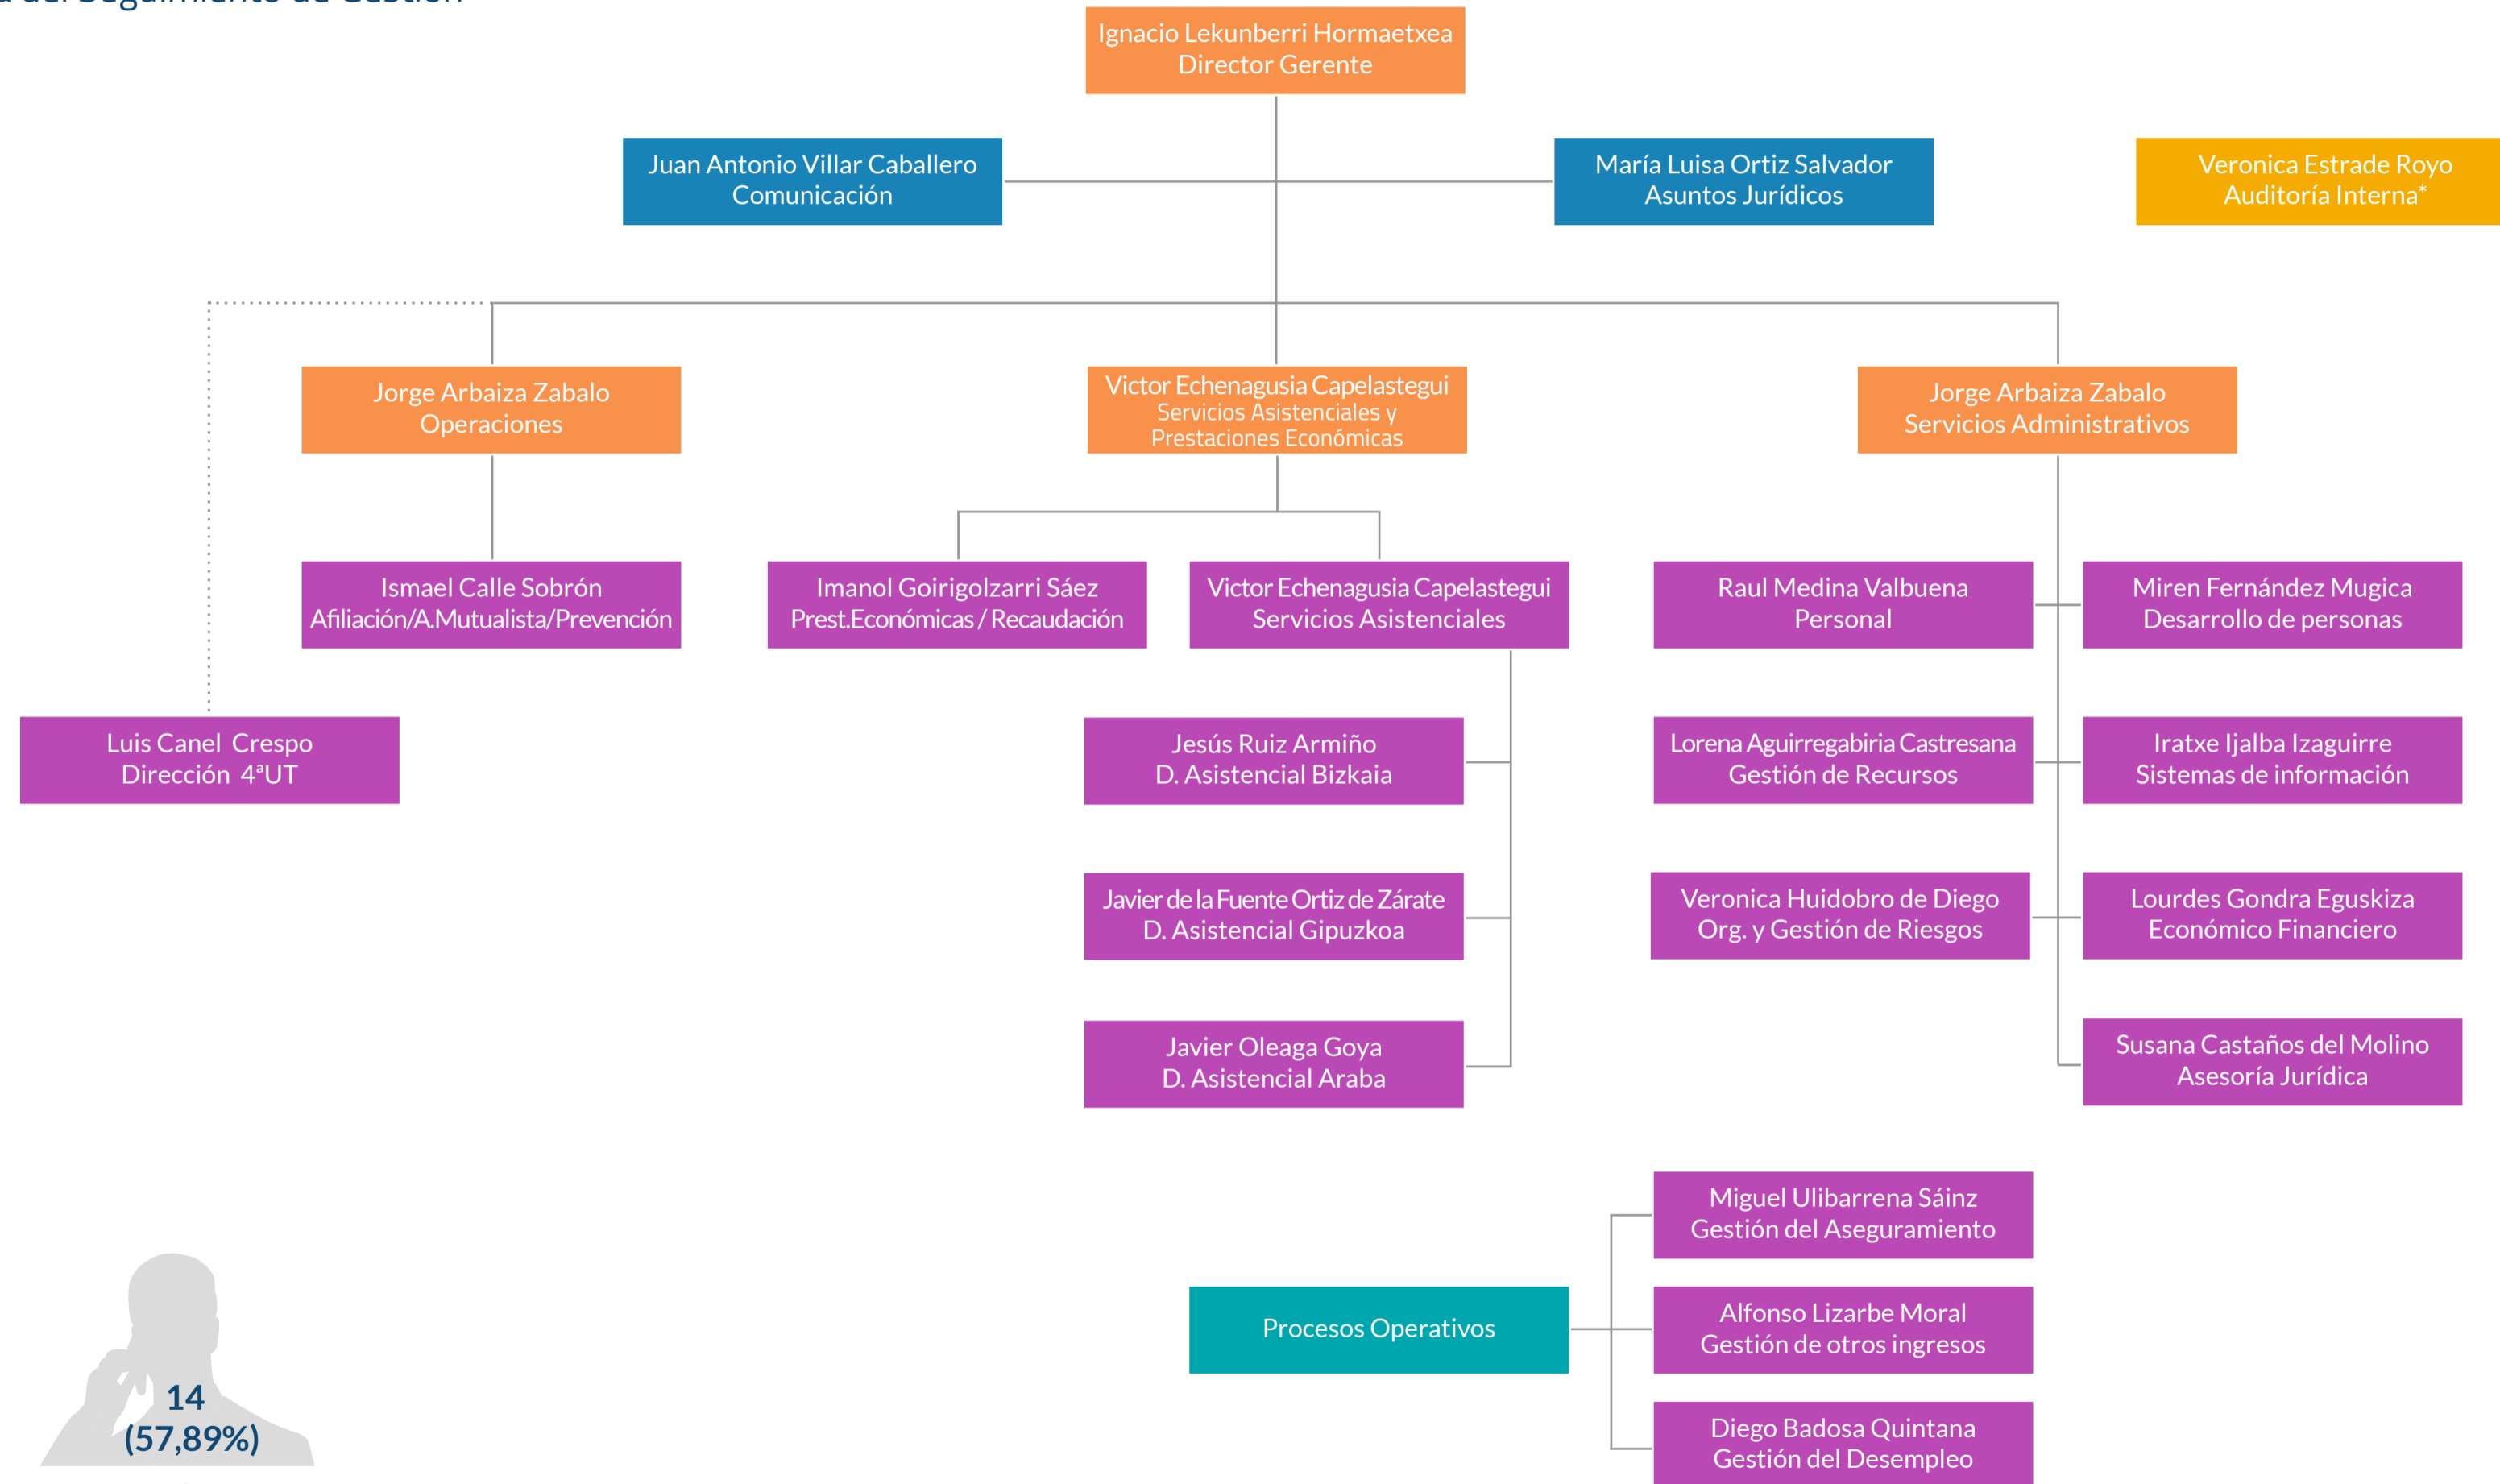 del Seguimiento de Gestión
Ignacio Lekunberri Hormaetxea
Director Gerente
Juan Antonio Villar Caballero
Comunicación
María Luisa Ortiz Salvador
Asuntos Jurídicos
Veronica Estrade Royo
Auditoría Interna*
Jorge Arbaiza Zabalo
Operaciones
Victor Echenagusia Capelastegui
Servicios Asistenciales y
Prestaciones Económicas
Jorge Arbaiza Zabalo
Servicios Administrativos
Ismael Calle Sobrón
Afiliación/A.Mutualista/Prevención
Imanol Goirigolzarri Sáez
Prest.Económicas / Recaudación
Victor Echenagusia Capelastegui
Servicios Asistenciales
Raul Medina Valbuena
Personal
Miren Fernández Mugica
Desarrollo de personas
Luis Canel Crespo
Dirección 4ªUT
Jesús Ruiz Armiño
D. Asistencial Bizkaia
Lorena Aguirregabiria Castresana
Gestión de Recursos
Iratxe Ijalba Izaguirre
Sistemas de información
Javier de la Fuente Ortiz de Zárate
D. Asistencial Gipuzkoa
Veronica Huidobro de Diego
Org. y Gestión de Riesgos
Lourdes Gondra Eguskiza
Económico Financiero
Javier Oleaga Goya
D. Asistencial Araba
Susana Castaños del Molino
Asesoría Jurídica
Miguel Ulibarrena Sáinz
Gestión del Aseguramiento
Procesos Operativos
Alfonso Lizarbe Moral
Gestión de otros ingresos
Diego Badosa Quintana
Gestión del Desempleo
14
(57,89%)